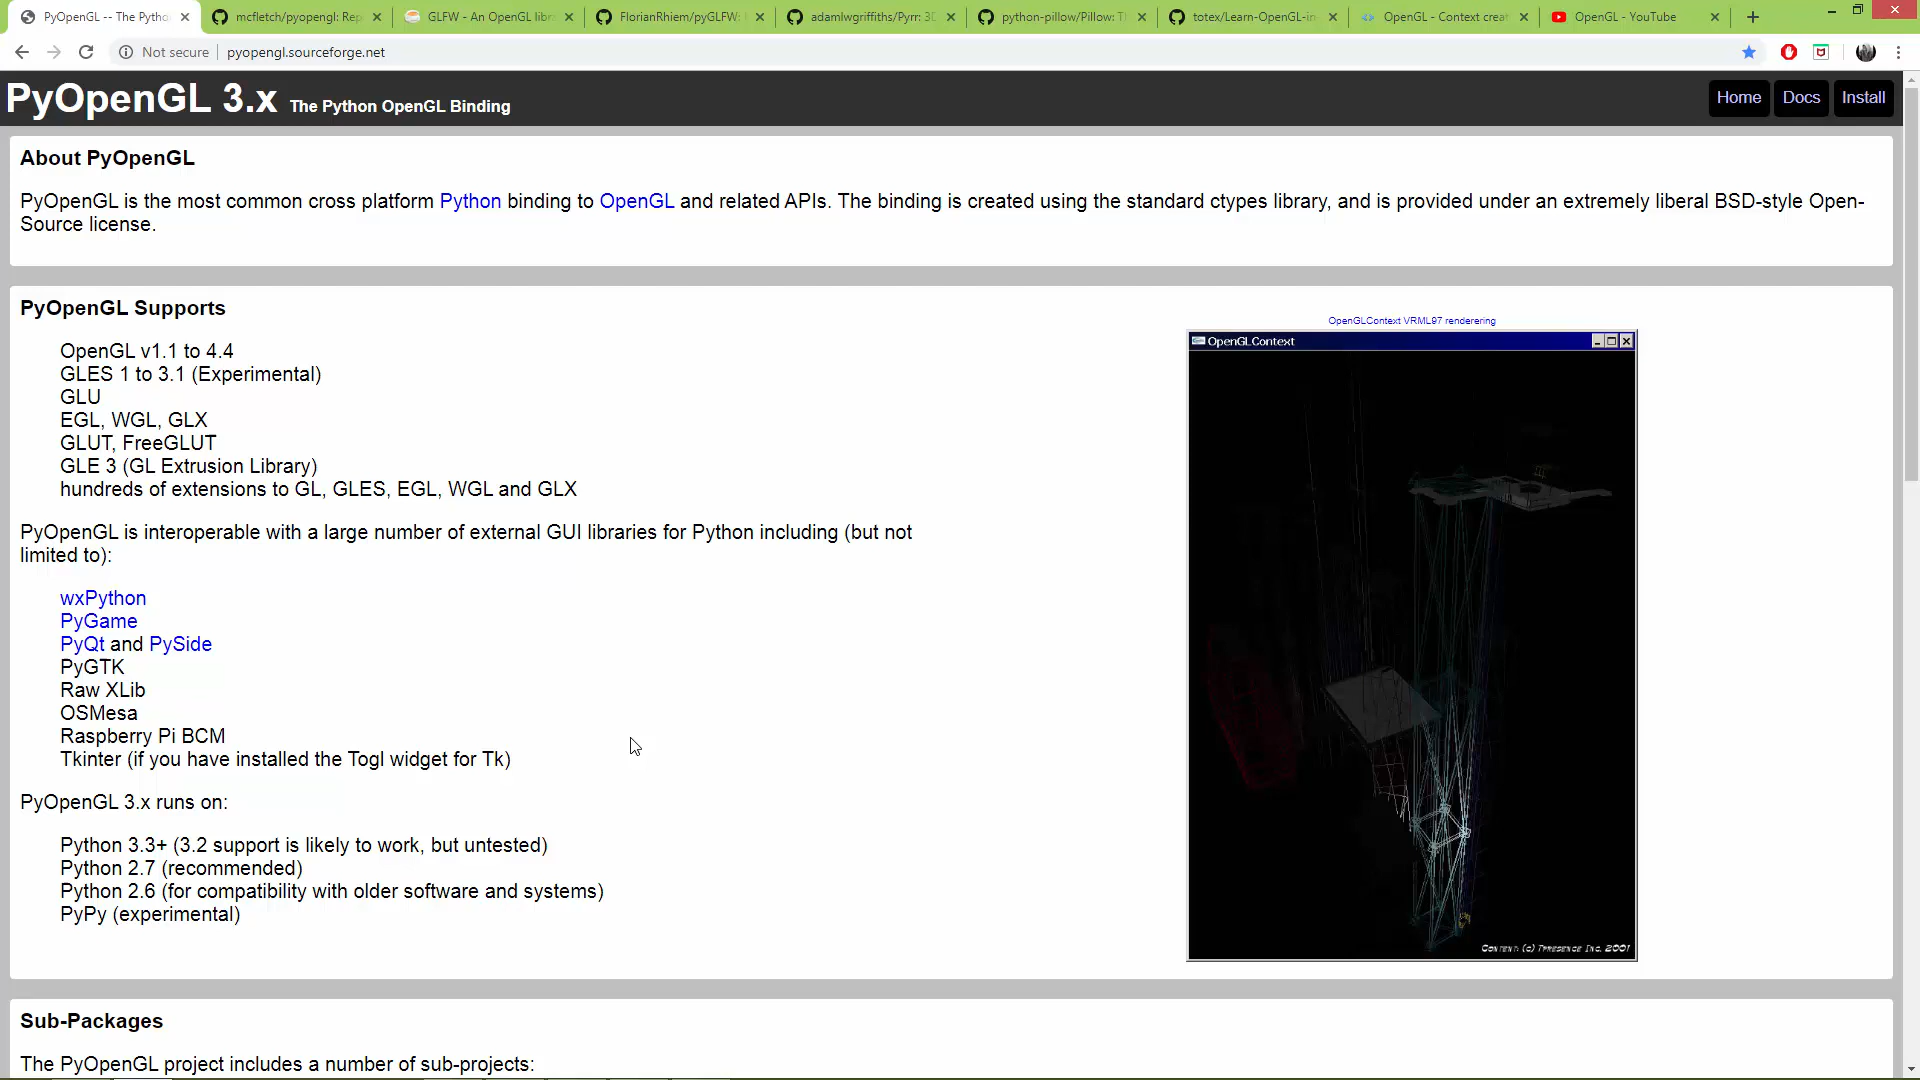 PyOpenGL -- The Pytho
mcfletch/pyopengl: Rep
GLFW - An OpenGL libr
FlorianRhiem/pyGLFW:
adamlwgriffiths/Pyrr: 3D
python-pillow/Pillow: T
totex/Learn-OpenGL-in
OpenGL - Context creat
OpenGL - YouTube
Not secure
pyopengl.sourceforge.net
PyOpenGL 3.x The Python OpenGL Binding
Home Docs Install
About PyOpenGL
PyOpenGL is the most common cross platform Python binding to OpenGL and related APIs. The binding is created using the standard ctypes library, and is provided under an extremely liberal BSD-style Open-
Source license.
PyOpenGL Supports
OpenGL v1.1 to 4.4
GLES 1 to 3.1 (Experimental)
GLU
EGL, WGL, GLX
GLUT, FreeGLUT
GLE 3 (GL Extrusion Library)
hundreds of extensions to GL, GLES, EGL, WGL and GLX
PyOpenGL is interoperable with a large number of external GUI libraries for Python including (but not
limited to):
wxPython
PyGame
PyQt and PySide
PyGTK
Raw XLib
OSMesa
Raspberry Pi BCM
Tkinter (if you have installed the Togl widget for Tk)
PyOpenGL 3.x runs on:
Python 3.3+ (3.2 support is likely to work, but untested)
Python 2.7 (recommended)
Python 2.6 (for compatibility with older software and systems)
PyPy (experimental)
OpenGLContext VRML97 renderering
OpenGLContext
Content: (c) Tpresence Inc. 2001
Sub-Packages
The PyOpenGL project includes a number of sub-projects: